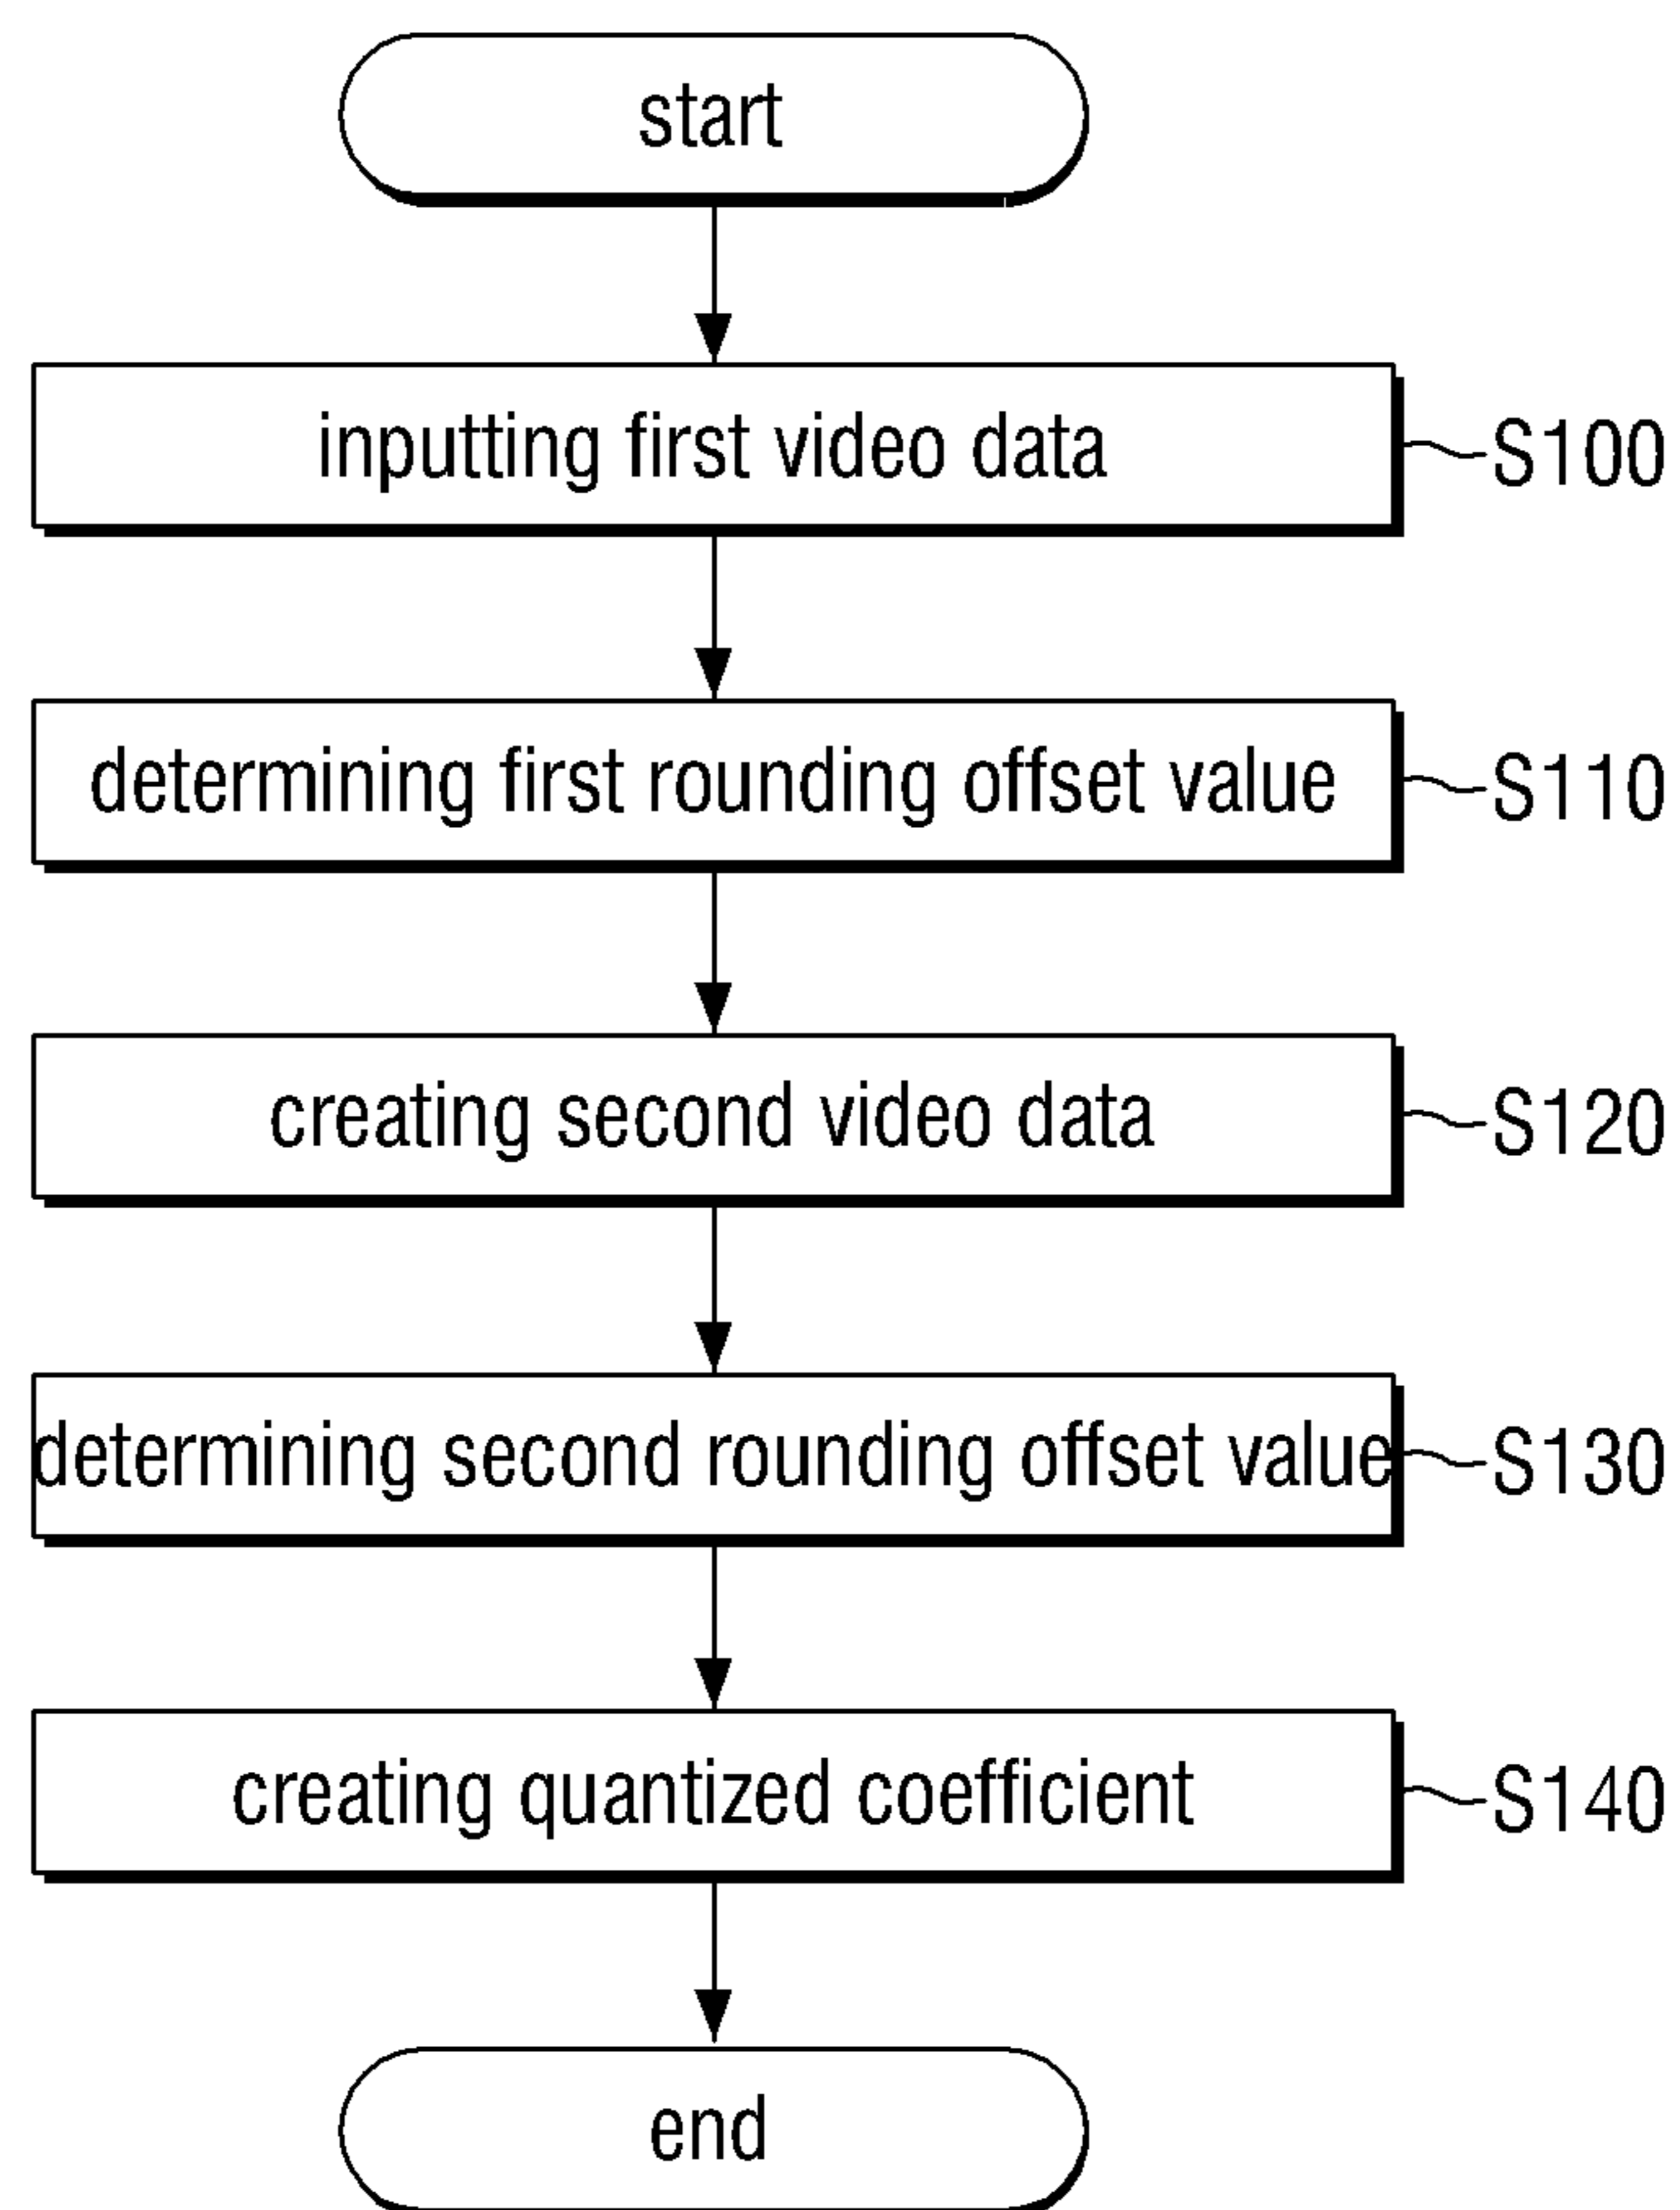 start
inputting first video data
S100
determining first rounding offset value
S110
creating second video data
S120
determining second rounding offset value
S130
creating quantized coefficient
S140
end